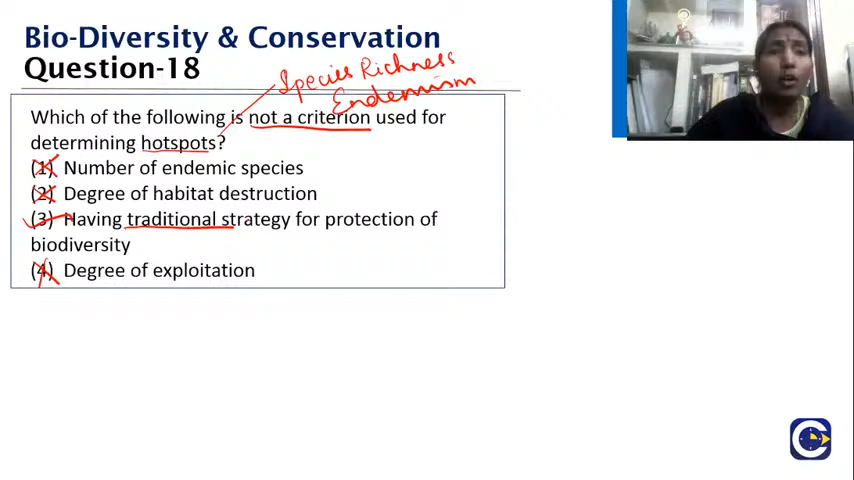 Bio-Diversity & Conservation
Question-18
Species Richness
Endemism
Which of the following is not a criterion used for
determining hotspots?
(1) Number of endemic species
(2) Degree of habitat destruction
(3) Having traditional strategy for protection of
biodiversity
(4) Degree of exploitation